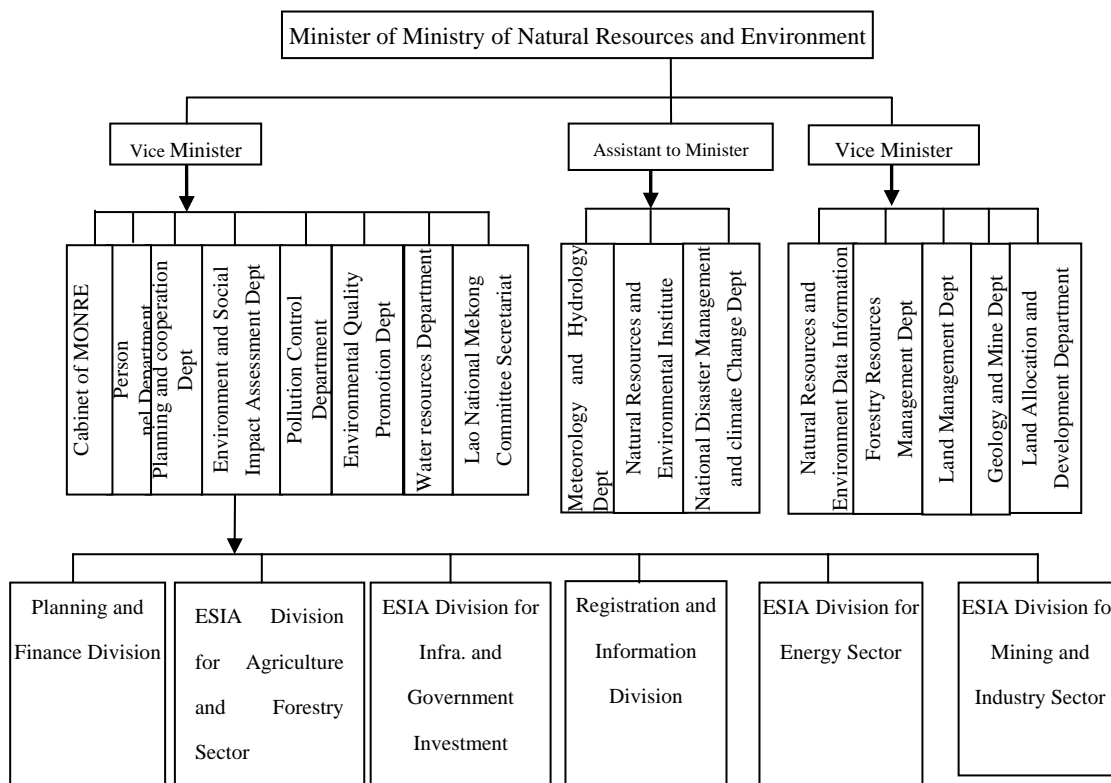 Minister of Ministry of Natural Resources and Environment
Vice Minister
Assistant to Minister
Vice Minister
Cabinet of MONRE
Person
nel Department
Planning and cooperation
Dept
Environment and Social
Impact Assessment Dept
Pollution Control
Department
Environmental Quality
Promotion Dept
Water resources Department
Lao National Mekong
Committee Secretariat
Meteorology and Hydrology
Dept
Natural Resources and
Environmental Institute
National Disaster Management
and climate Change Dept
Natural Resources and
Environment Data Information
Forestry Resources
Management Dept
Land Management Dept
Geology and Mine Dept
Land Allocation and
Development Department
Planning and
Finance Division
ESIA Division
for Agriculture
and Forestry
Sector
ESIA Division for
Infra. and
Government
Investment
Registration and
Information
Division
ESIA Division for
Energy Sector
ESIA Division fo
Mining and
Industry Sector